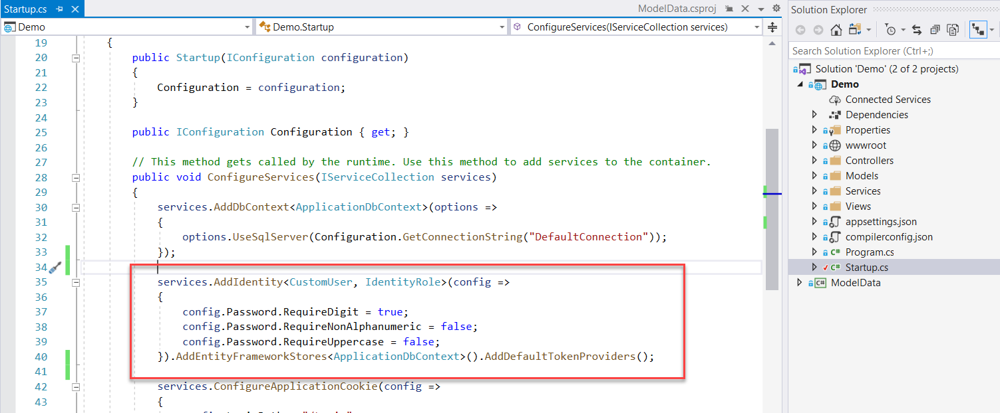 Startup.cs
ModelData.csproj
Demo
Demo.Startup
ConfigureServices(IServiceCollection services)
19 {
20 public Startup(IConfiguration configuration)
21 {
22 Configuration = configuration;
23 }
24
25 public IConfiguration Configuration { get; }
26
27 // This method gets called by the runtime. Use this method to add services to the container.
28 public void ConfigureServices(IServiceCollection services)
29 {
30 services.AddDbContext<ApplicationDbContext>(options =>
31 {
32 options.UseSqlServer(Configuration.GetConnectionString("DefaultConnection"));
33 });
34
35 services.AddIdentity<CustomUser, IdentityRole>(config =>
36 {
37 config.Password.RequireDigit = true;
38 config.Password.RequireNonAlphanumeric = false;
39 config.Password.RequireUppercase = false;
40 }).AddEntityFrameworkStores<ApplicationDbContext>().AddDefaultTokenProviders();
41
42 services.ConfigureApplicationCookie(config =>
43 {
Solution Explorer
Search Solution Explorer (Ctrl+;)
Solution 'Demo' (2 of 2 projects)
Demo
Connected Services
Dependencies
Properties
wwwroot
Controllers
Models
Services
Views
appsettings.json
compilerconfig.json
C# Program.cs
C# Startup.cs
C# ModelData